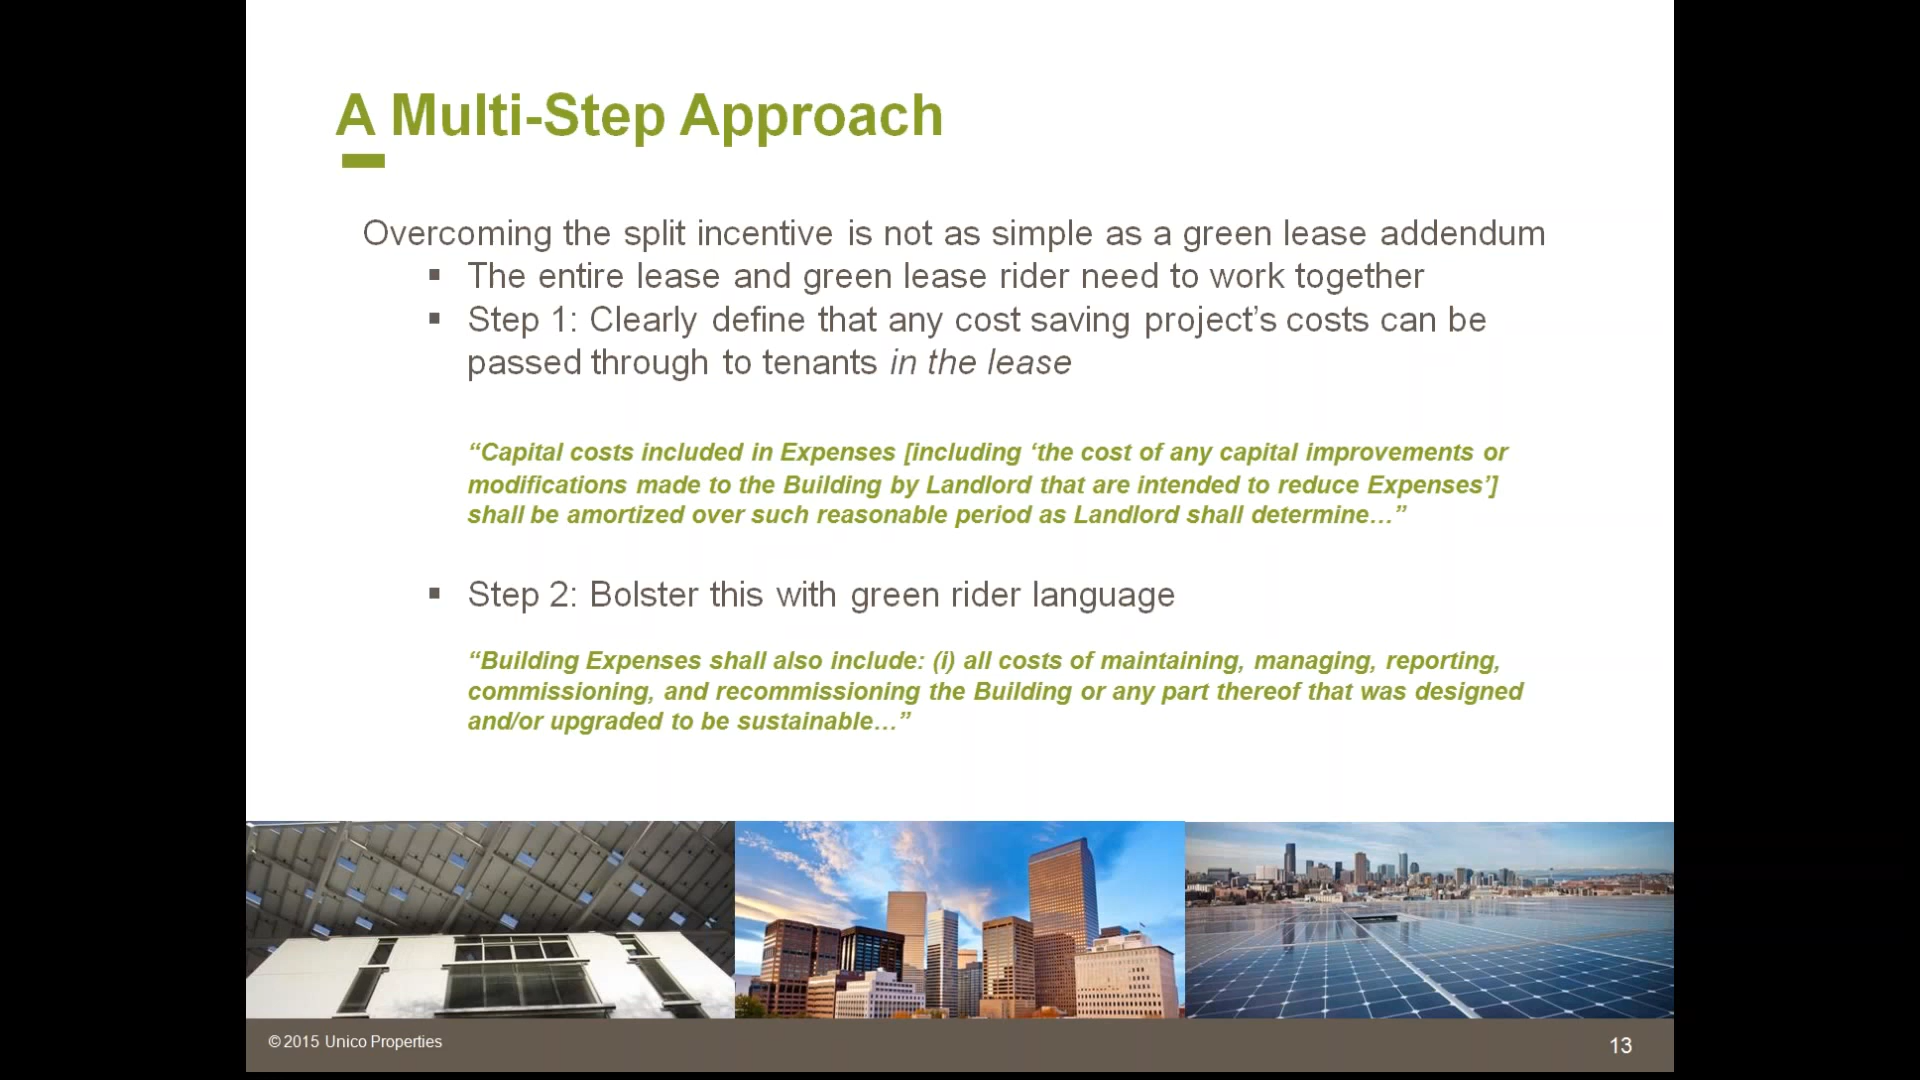 A Multi-Step Approach
Overcoming the split incentive is not as simple as a green lease addendum
▪ The entire lease and green lease rider need to work together
▪ Step 1: Clearly define that any cost saving project’s costs can be
passed through to tenants in the lease
“Capital costs included in Expenses [including ‘the cost of any capital improvements or
modifications made to the Building by Landlord that are intended to reduce Expenses’]
shall be amortized over such reasonable period as Landlord shall determine…”
▪ Step 2: Bolster this with green rider language
“Building Expenses shall also include: (i) all costs of maintaining, managing, reporting,
commissioning, and recommissioning the Building or any part thereof that was designed
and/or upgraded to be sustainable…”
© 2015 Unico Properties
13